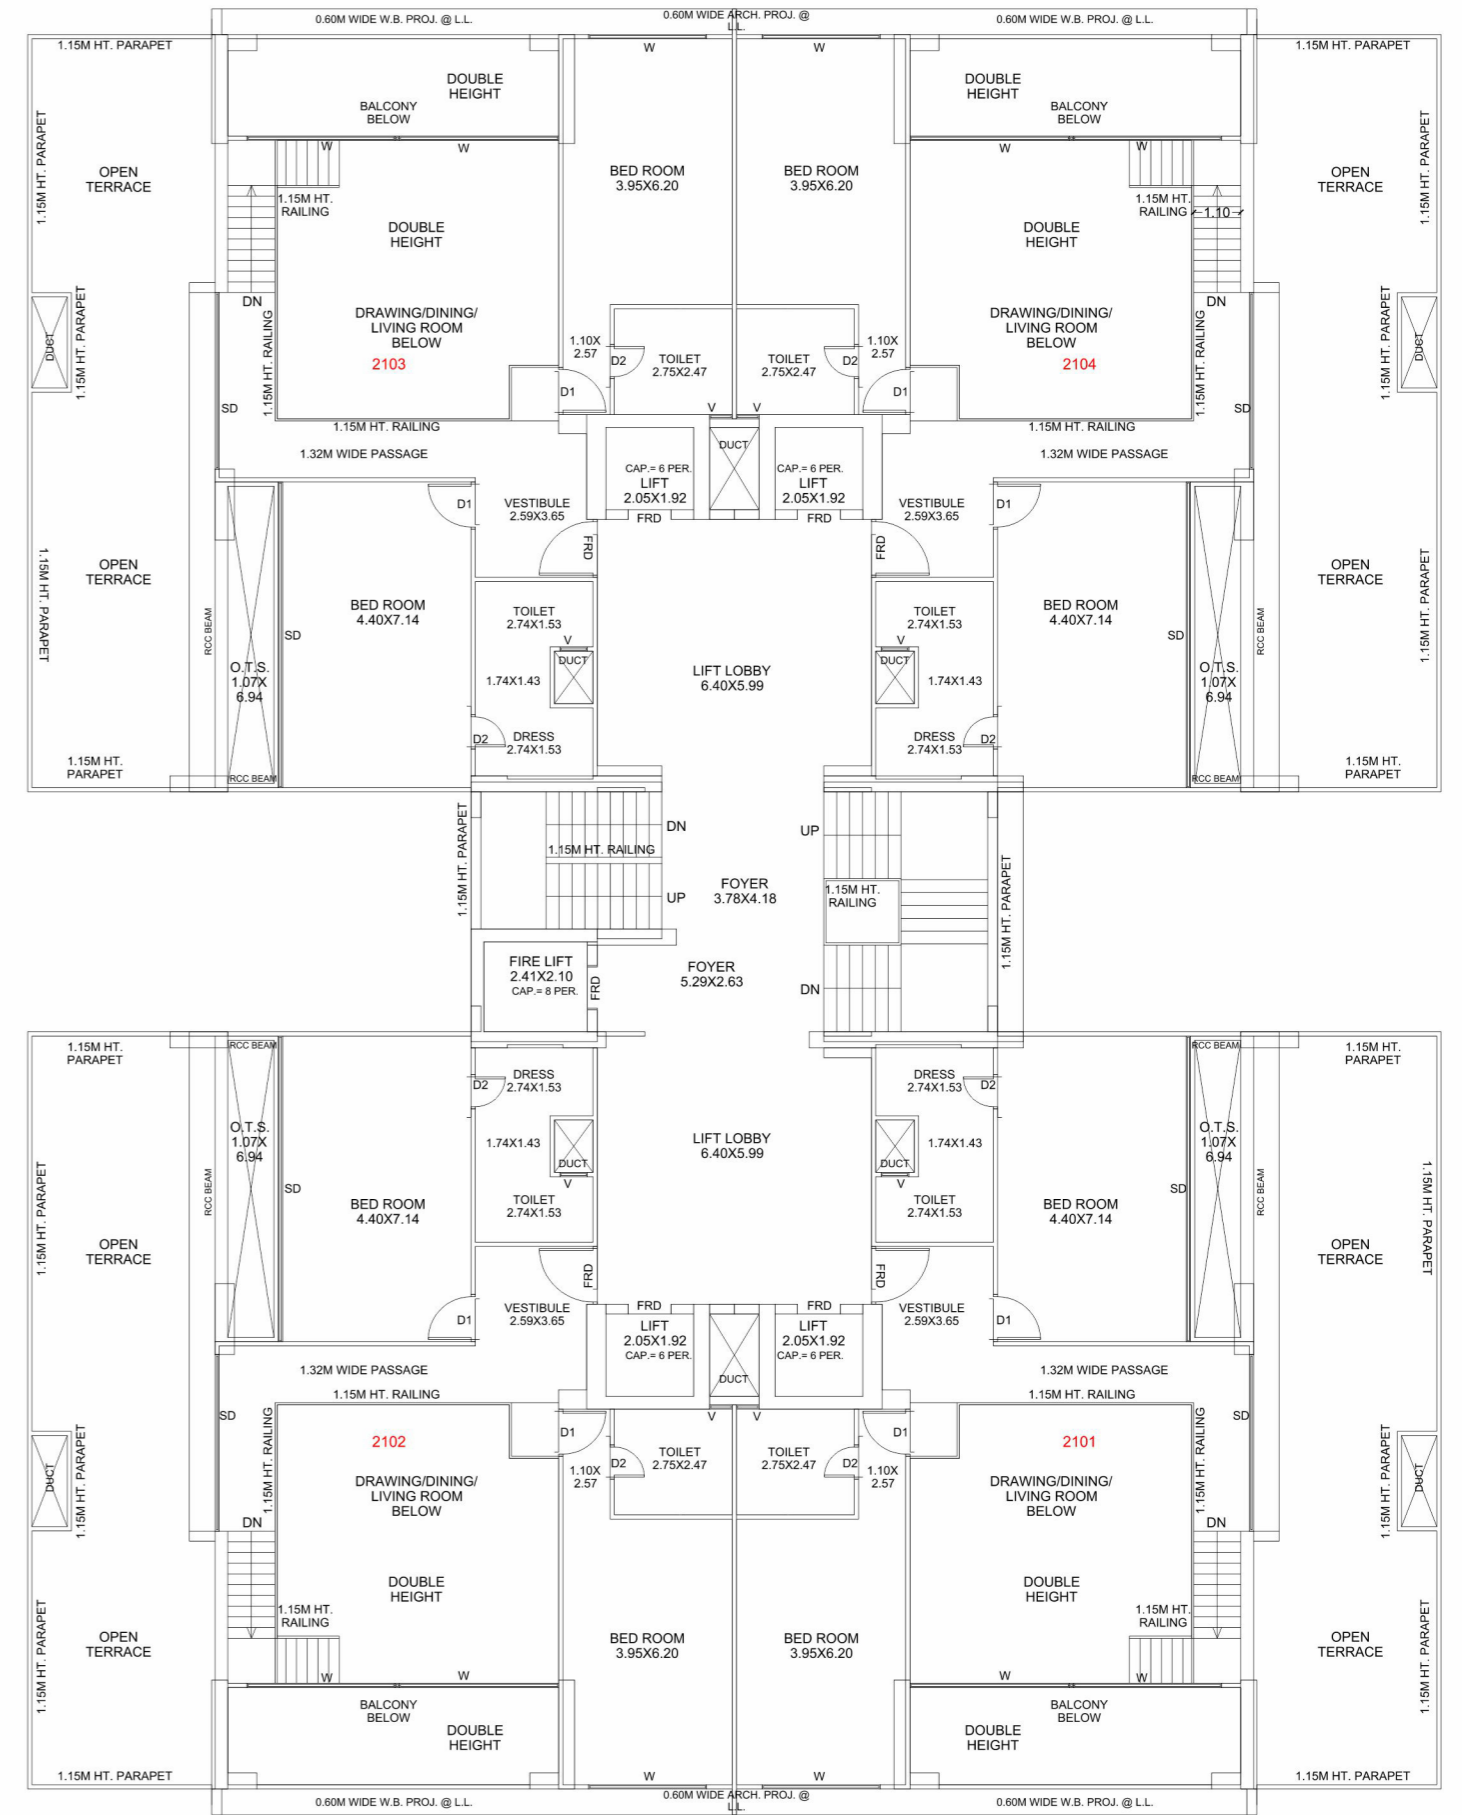 0.60M WIDE W.B. PROJ. @ L.L.
0.60M WIDE ARCH. PROJ. @
L.L.
0.60M WIDE W.B. PROJ. @ L.L.
1.15M HT. PARAPET
W
W
1.15M HT. PARAPET
DOUBLE
HEIGHT
BALCONY
BELOW
DOUBLE
HEIGHT
BALCONY
BELOW
1.15M HT. PARAPET
OPEN
TERRACE
W
W
BED ROOM
3.95X6.20
BED ROOM
3.95X6.20
W
W
OPEN
TERRACE
1.15M HT. PARAPET
1.15M HT.
RAILING
DOUBLE
HEIGHT
DOUBLE
HEIGHT
1.15M HT.
RAILING
1.10
DN
DN
DUCT
1.15M HT. PARAPET
1.15M HT. RAILING
DRAWING/DINING/
LIVING ROOM
BELOW
2103
1.10X
2.57
D2
TOILET
2.75X2.47
TOILET
2.75X2.47
D2
1.10X
2.57
DRAWING/DINING/
LIVING ROOM
BELOW
2104
1.15M HT. RAILING
1.15M HT. PARAPET
DUCT
D1
D1
SD
V
V
SD
1.15M HT. RAILING
1.32M WIDE PASSAGE
DUCT
1.15M HT. RAILING
1.32M WIDE PASSAGE
CAP.= 6 PER.
LIFT
2.05X1.92
FRD
CAP.= 6 PER.
LIFT
2.05X1.92
FRD
D1
VESTIBULE
2.59X3.65
VESTIBULE
2.59X3.65
D1
FRD
FRD
1.15M HT. PARAPET
OPEN
TERRACE
OPEN
TERRACE
1.15M HT. PARAPET
RCC BEAM
SD
BED ROOM
4.40X7.14
TOILET
2.74X1.53
V
TOILET
2.74X1.53
V
BED ROOM
4.40X7.14
SD
RCC BEAM
O.T.S.
1.07X
6.94
1.74X1.43
DUCT
LIFT LOBBY
6.40X5.99
DUCT
1.74X1.43
O.T.S.
1.07X
6.94
D2
DRESS
2.74X1.53
DRESS
2.74X1.53
D2
1.15M HT.
PARAPET
RCC BEAM
RCC BEAM
1.15M HT.
PARAPET
1.15M HT. PARAPET
DN
UP
1.15M HT. RAILING
UP
FOYER
3.78X4.18
1.15M HT.
RAILING
1.15M HT. PARAPET
FIRE LIFT
2.41X2.10
CAP.= 8 PER.
FRD
FOYER
5.29X2.63
DN
1.15M HT.
PARAPET
RCC BEAM
RCC BEAM
1.15M HT.
PARAPET
D2
DRESS
2.74X1.53
DRESS
2.74X1.53
D2
O.T.S.
1.07X
6.94
1.74X1.43
DUCT
V
LIFT LOBBY
6.40X5.99
DUCT
V
1.74X1.43
O.T.S.
1.07X
6.94
1.15M HT. PARAPET
RCC BEAM
SD
BED ROOM
4.40X7.14
TOILET
2.74X1.53
TOILET
2.74X1.53
BED ROOM
4.40X7.14
SD
RCC BEAM
1.15M HT. PARAPET
OPEN
TERRACE
OPEN
TERRACE
FRD
FRD
D1
VESTIBULE
2.59X3.65
VESTIBULE
2.59X3.65
D1
FRD
LIFT
2.05X1.92
CAP.= 6 PER.
FRD
LIFT
2.05X1.92
CAP.= 6 PER.
1.32M WIDE PASSAGE
1.15M HT. RAILING
DUCT
1.32M WIDE PASSAGE
1.15M HT. RAILING
SD
V
V
SD
D1
D1
DUCT
1.15M HT. PARAPET
1.15M HT. RAILING
2102
DRAWING/DINING/
LIVING ROOM
BELOW
1.10X
2.57
D2
TOILET
2.75X2.47
TOILET
2.75X2.47
D2
1.10X
2.57
2101
DRAWING/DINING/
LIVING ROOM
BELOW
1.15M HT. RAILING
1.15M HT. PARAPET
DUCT
DN
DN
DOUBLE
HEIGHT
DOUBLE
HEIGHT
1.15M HT.
RAILING
1.15M HT.
RAILING
1.15M HT. PARAPET
OPEN
TERRACE
BED ROOM
3.95X6.20
BED ROOM
3.95X6.20
OPEN
TERRACE
1.15M HT. PARAPET
W
W
W
W
BALCONY
BELOW
DOUBLE
HEIGHT
BALCONY
BELOW
DOUBLE
HEIGHT
1.15M HT. PARAPET
W
W
1.15M HT. PARAPET
0.60M WIDE W.B. PROJ. @ L.L.
0.60M WIDE ARCH. PROJ. @
L.L.
0.60M WIDE W.B. PROJ. @ L.L.